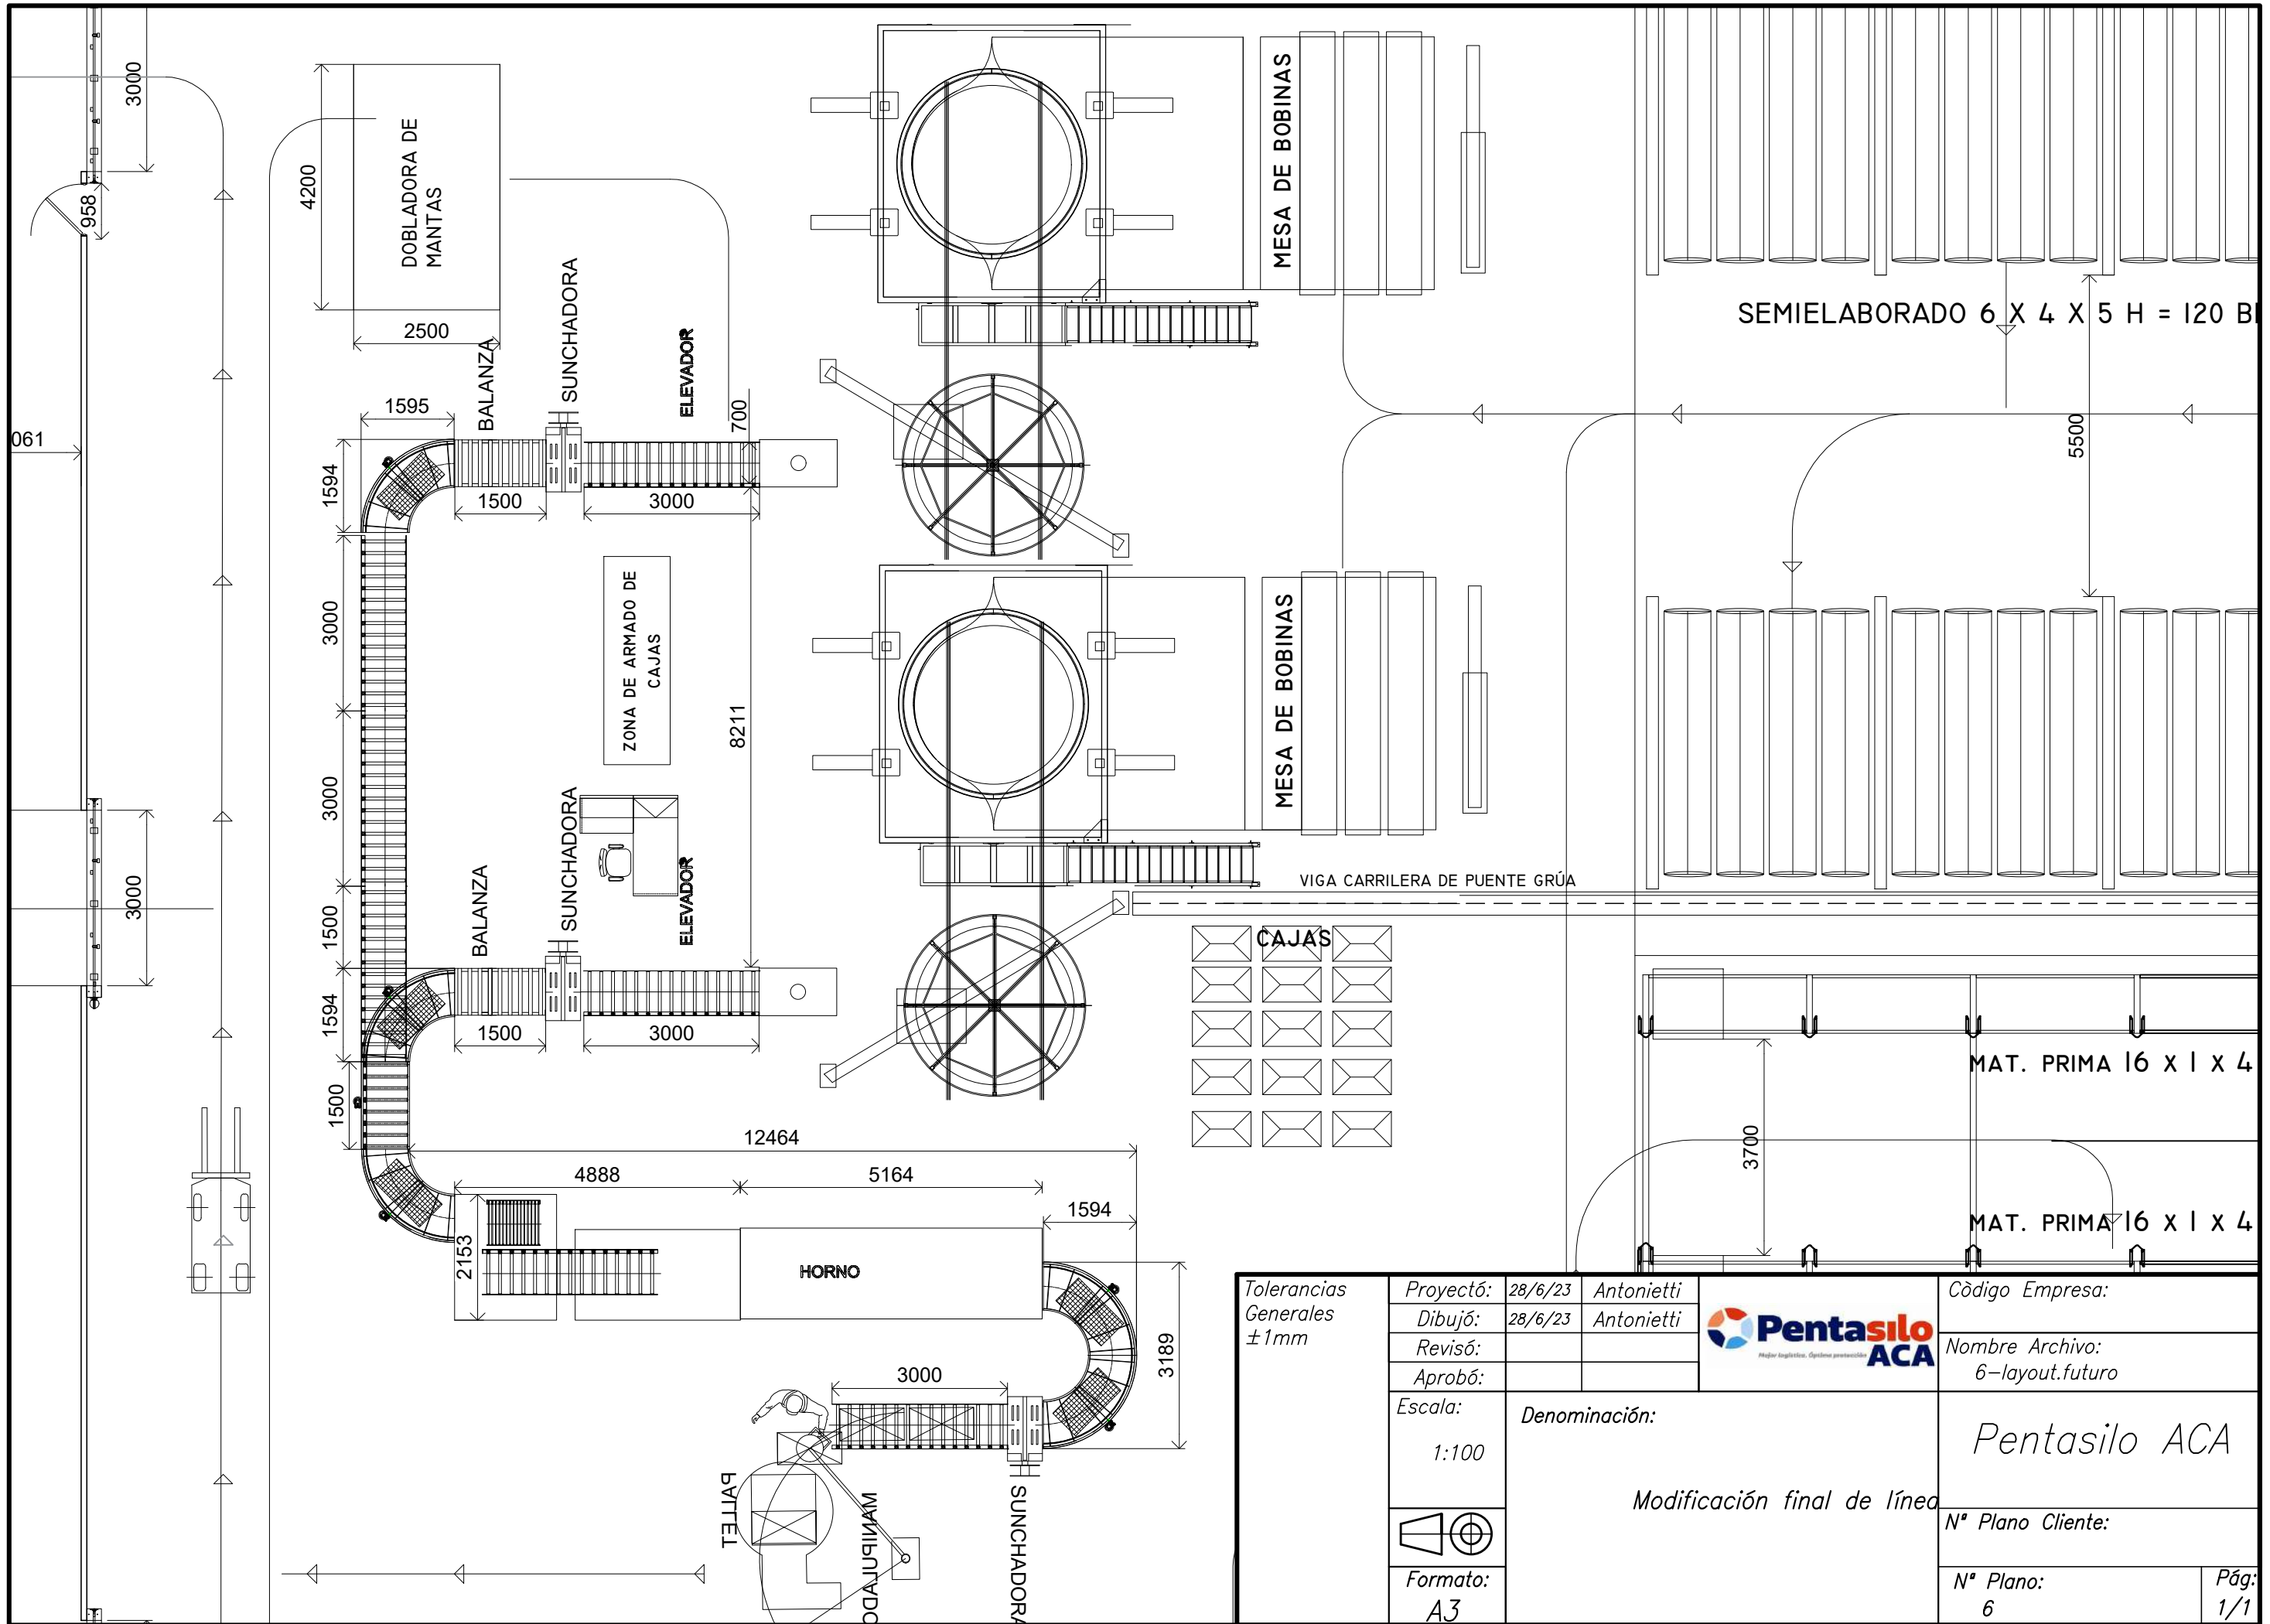 3000
958
061
3000
4200
DOBLADORA DE
MANTAS
2500
BALANZA
SUNCHADORA
ELEVADOR
1595
700
1594
1500
3000
3000
ZONA DE ARMADO DE
CAJAS
8211
3000
SUNCHADORA
BALANZA
ELEVADOR
1500
1594
1500
3000
1500
12464
4888
5164
1594
2153
HORNO
3189
3000
PALLET
SUNCHADORA
MESA DE BOBINAS
MESA DE BOBINAS
SEMIELABORADO 6 X 4 X 5 H = 120
5500
VIGA CARRILERA DE PUENTE GRÚA
CAJAS
MAT. PRIMA 16 X 1 X 4
3700
MAT. PRIMA 16 X 1 X 4
Tolerancias
Generales
±1mm
Proyectó: 28/6/23 Antonietti
Dibujó: 28/6/23 Antonietti
Revisó:
Aprobó:
Pentasilo
ACA
Mejor logística. Óptima protección
Còdigo Empresa:
Nombre Archivo:
6-layout.futuro
Escala:
1:100
Denominación:
Modificación final de línea
Pentasilo ACA
Nª Plano Cliente:
Formato:
A3
Nª Plano:
6
Pág:
1/1